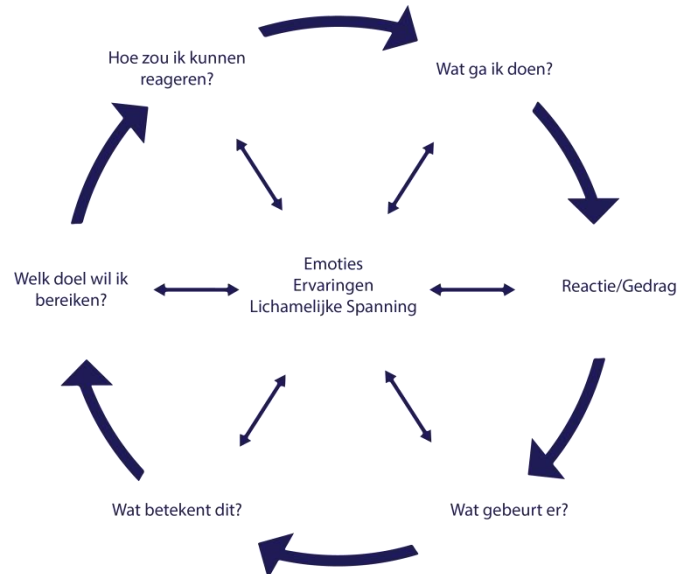 Hoe zou ik kunnen
reageren?
Wat ga ik doen?
Welk doel wil ik
bereiken?
Emoties
Ervaringen
Lichamelijke Spanning
Reactie/Gedrag
Wat betekent dit?
Wat gebeurt er?